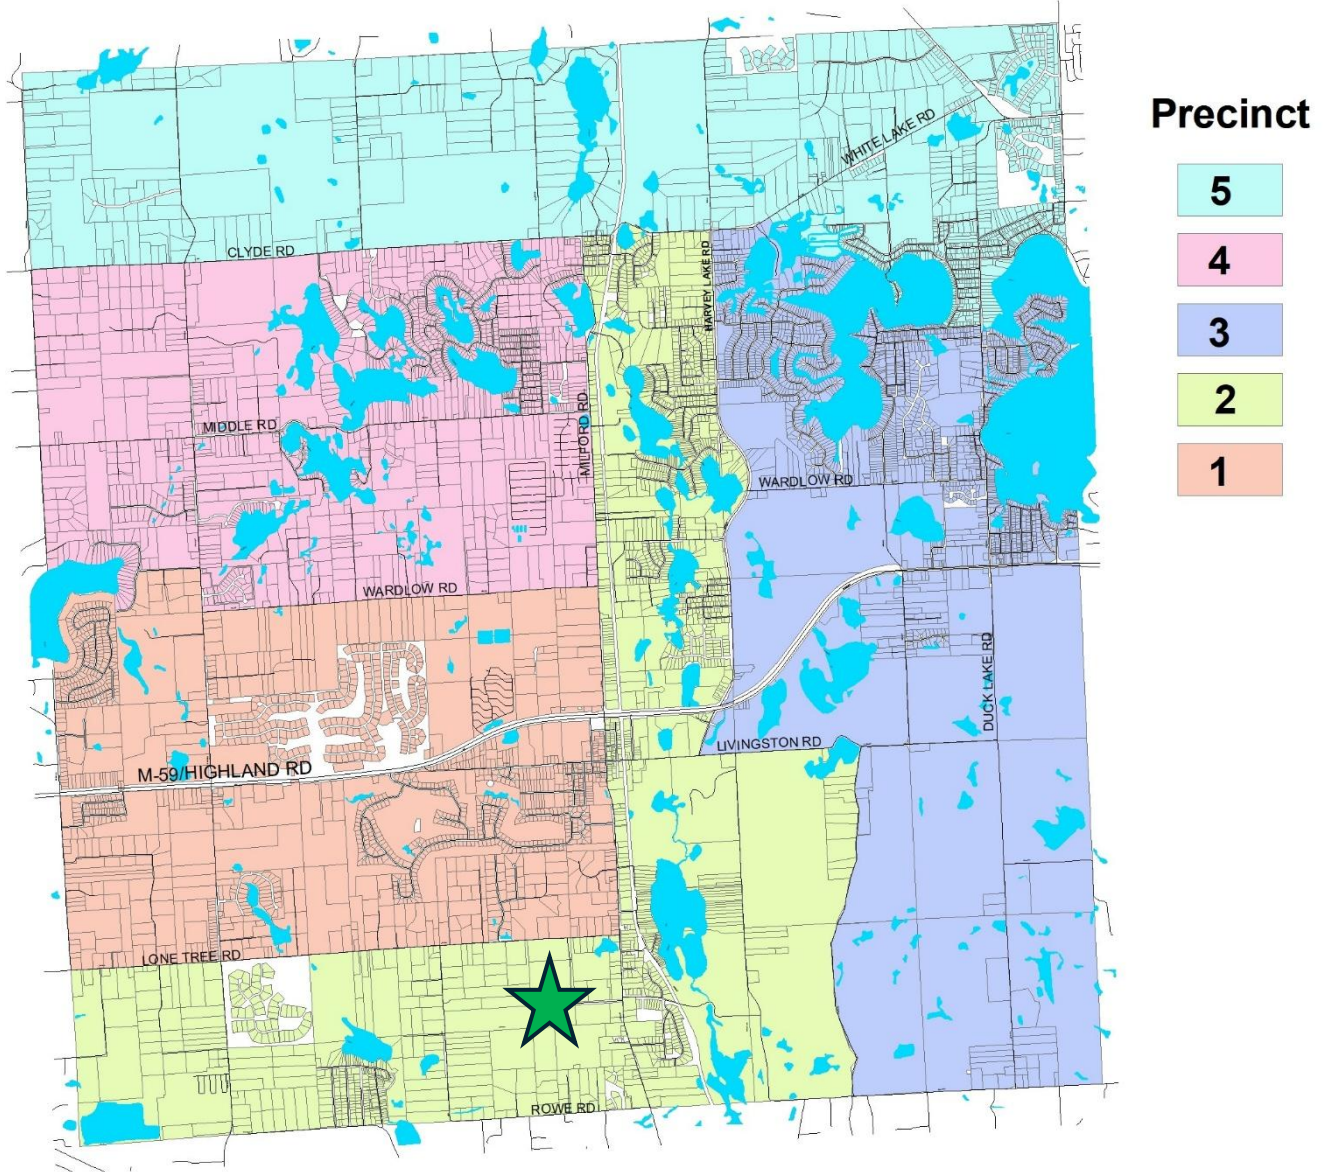 Precinct
5
4
3
2
1
WHITE LAKE RD
CLYDE RD
HARVEY LAKE RD
MIDDLE RD
MILFORD RD.
WARDLOW RD
WARDLOW RD
DUCK LAKE RD
LIVINGSTON RD
M-59/HIGHLAND RD
LONE TREE RD
ROWE RD